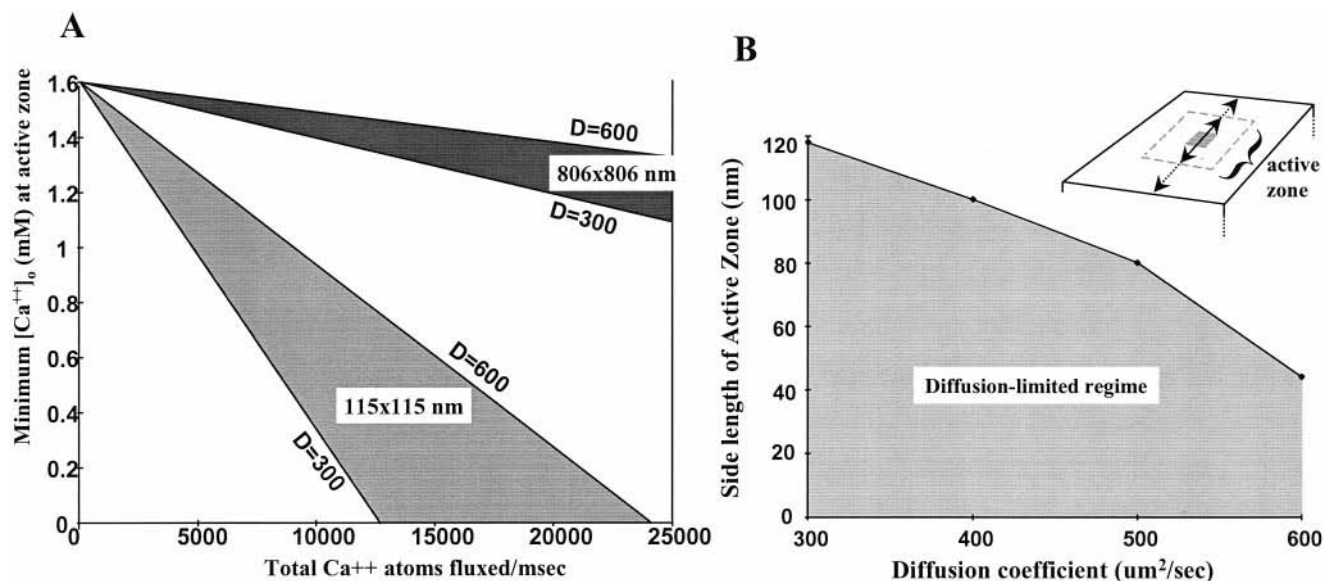 A
Minimum [Ca++]o (mM) at active zone
1.6
1.4
1.2
1
0.8
0.6
0.4
0.2
0
D=600
806x806 nm
D=300
D=600
115x115 nm
D=300
5000
10000
15000
20000
25000
Total Ca++ atoms fluxed/msec
B
active
zone
Side length of Active Zone (nm)
120
100
80
60
40
20
0
Diffusion-limited regime
300
400
500
600
Diffusion coefficient (um2/sec)